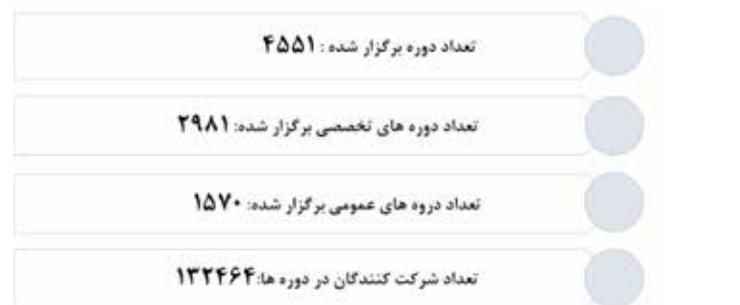 تعداد دوره برگزار شده : ۴۵۵۱
تعداد دوره های تخصصی برگزار شده: ۲۹۸۱
تعداد دروه های عمومی برگزار شده: ۱۵۷۰
تعداد شرکت کنندگان در دوره ها:۱۳۲۴۶۴